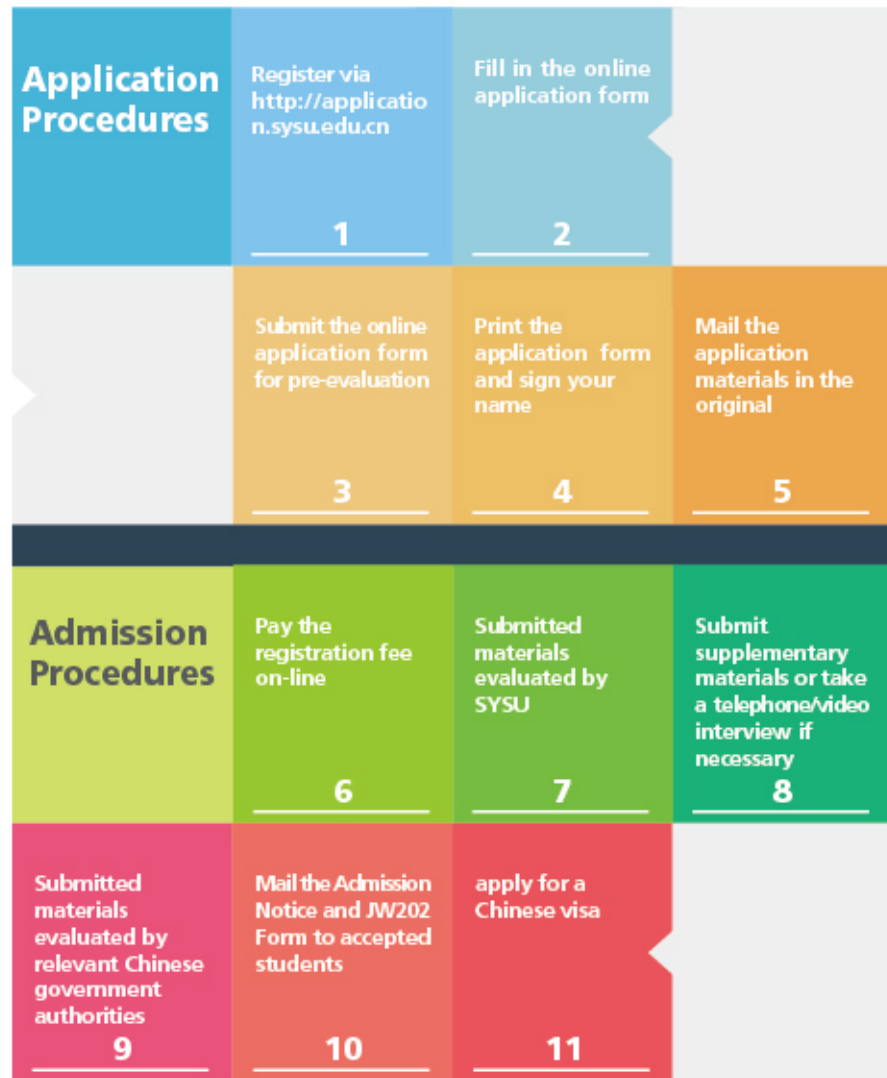 Application
Procedures
Register via
http://applicatio
n.sysu.edu.cn
1
Fill in the online
application form
2
Submit the online
application form
for pre-evaluation
3
Print the
application form
and sign your
name
4
Mail the
application
materials in the
original
5
Admission
Procedures
Pay the
registration fee
on-line
6
Submitted
materials
evaluated by
SYSU
7
Submit
supplementary
materials or take
a telephone/video
interview if
necessary
8
Submitted
materials
evaluated by
relevant Chinese
government
authorities
9
Mail the Admission
Notice and JW202
Form to accepted
students
10
apply for a
Chinese visa
11